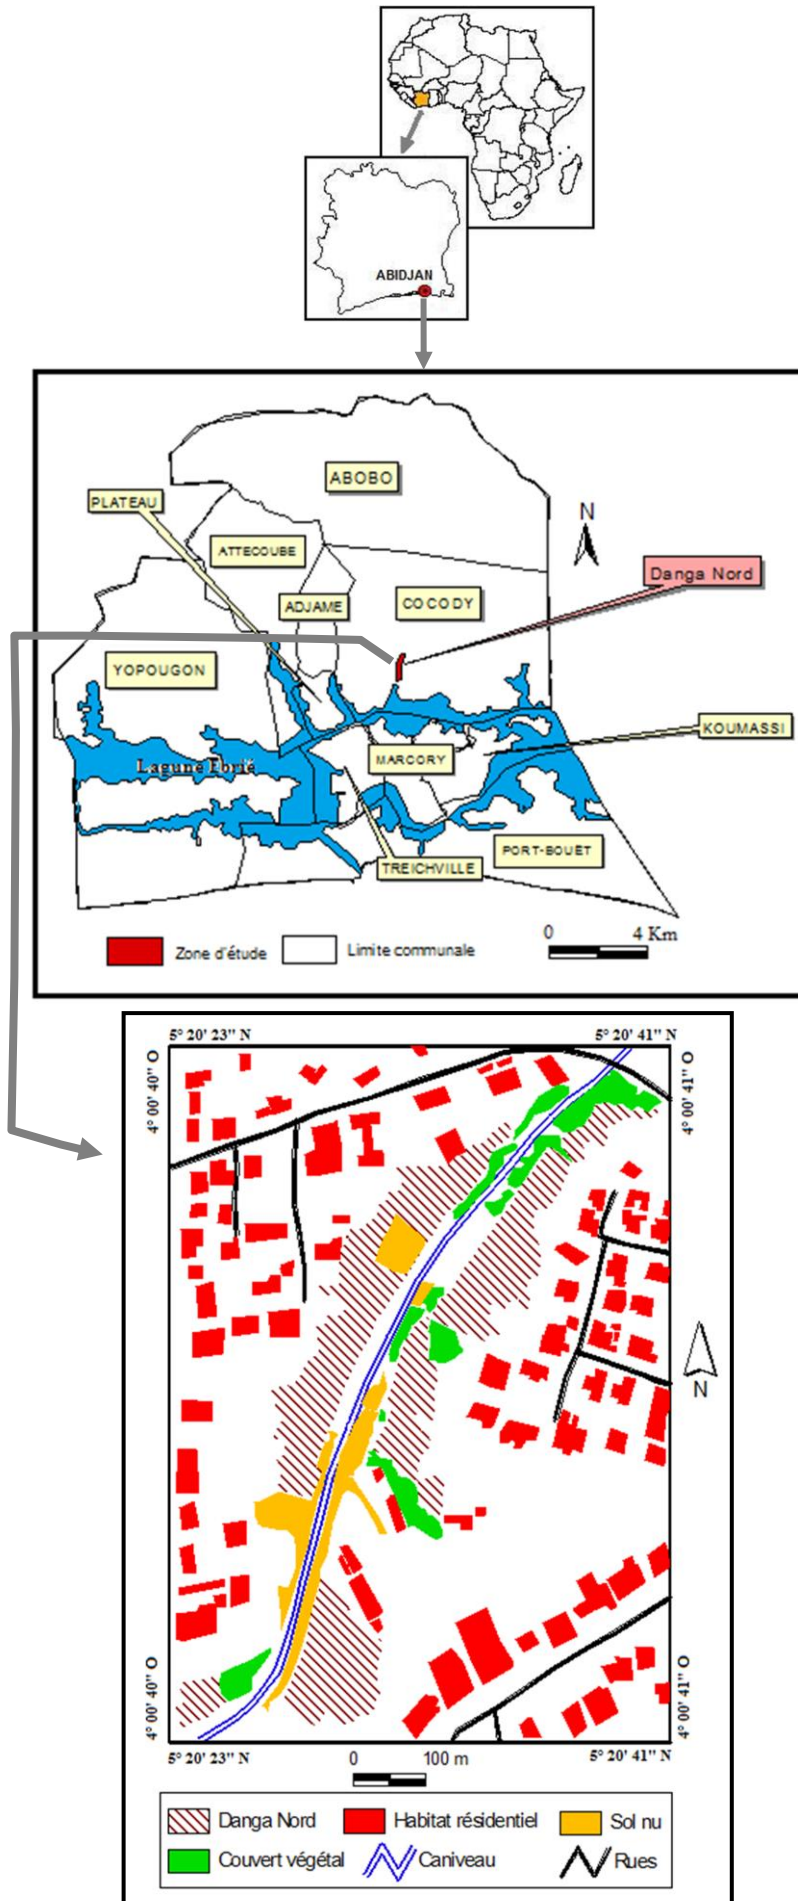 ABIDJAN
ABOBO
PLATEAU
N
ATTECOUBE
Danga Nord
ADJAME
COCODY
YOPOUGON
KOUMASSI
MARCORY
Lagune Ebrié
PORT-BOUËT
TREICHVILLE
0 4 Km
Zone d'étude
Limite communale
5° 20' 23" N
5° 20' 41" N
4° 00' 40" O
4° 00' 41" O
N
4° 00' 40" O
4° 00' 41" O
5° 20' 23" N
5° 20' 41" N
0 100 m
Danga Nord
Habitat résidentiel
Sol nu
Couvert végétal
Caniveau
Rues